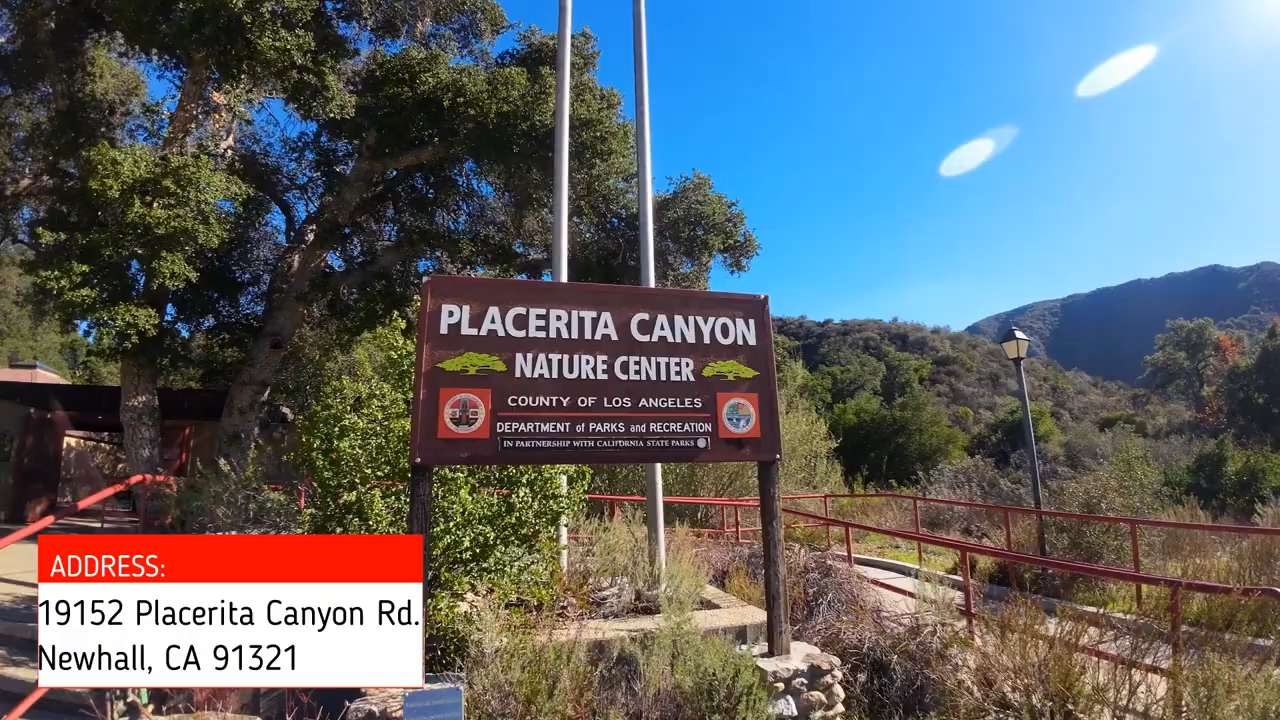 PLACERITA CANYON
NATURE CENTER
COUNTY OF LOS ANGELES
DEPARTMENT of PARKS and RECREATION
IN PARTNERSHIP WITH CALIFORNIA STATE PARKS
ADDRESS:
19152 Placerita Canyon Rd.
Newhall, CA 91321